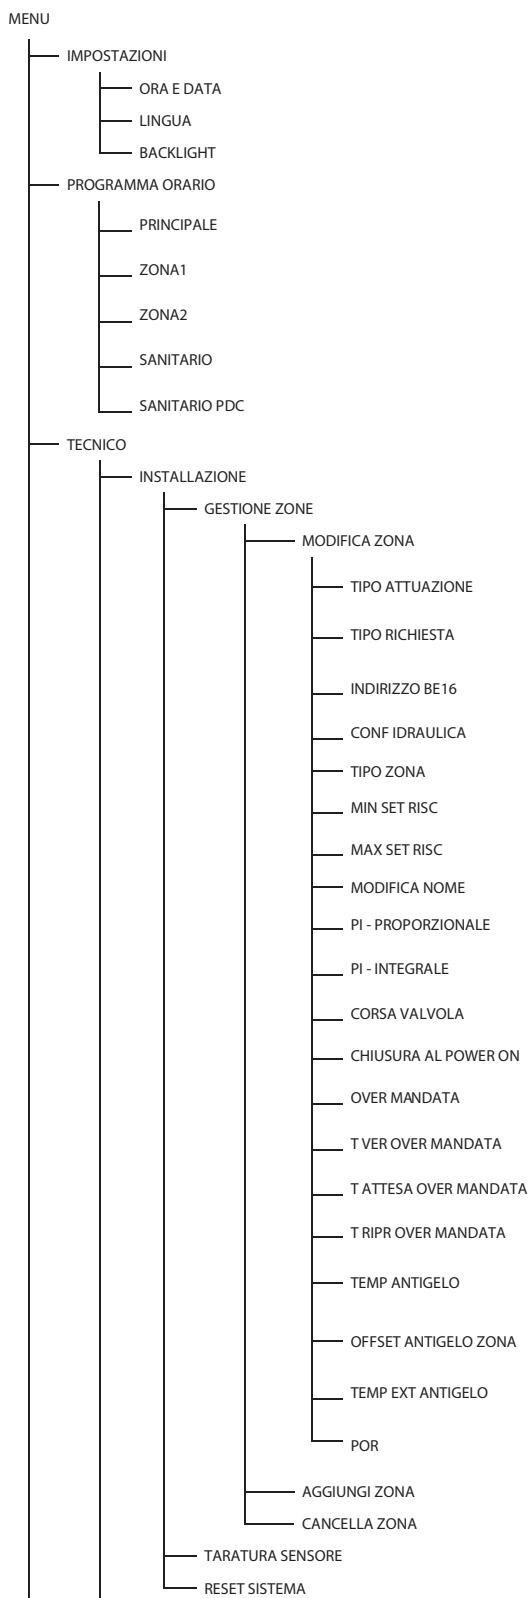 MENU
IMPOSTAZIONI
ORA E DATA
LINGUA
BACKLIGHT
PROGRAMMA ORARIO
PRINCIPALE
ZONA1
ZONA2
SANITARIO
SANITARIO PDC
TECNICO
INSTALLAZIONE
GESTIONE ZONE
MODIFICA ZONA
TIPO ATTUAZIONE
TIPO RICHIESTA
INDIRIZZO BE16
CONF IDRAULICA
TIPO ZONA
MIN SET RISC
MAX SET RISC
MODIFICA NOME
PI - PROPORZIONALE
PI - INTEGRALE
CORSA VALVOLA
CHIUSURA AL POWER ON
OVER MANDATA
T VER OVER MANDATA
T ATTESA OVER MANDATA
T RIPR OVER MANDATA
TEMP ANTIGELO
OFFSET ANTIGELO ZONA
TEMP EXT ANTIGELO
POR
AGGIUNGI ZONA
CANCELLA ZONA
TARATURA SENSORE
RESET SISTEMA